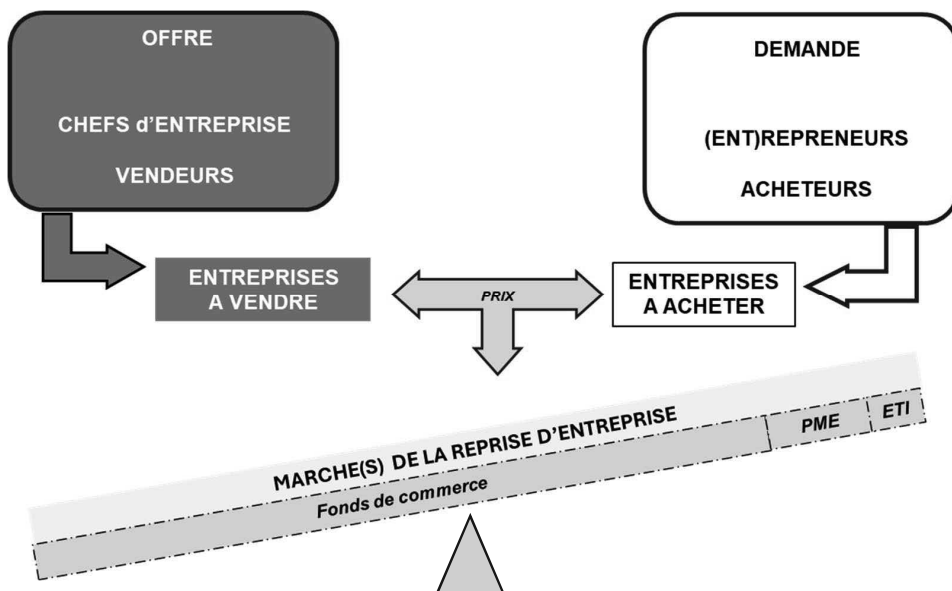 OFFRE
CHEFS d'ENTREPRISE
VENDEURS
DEMANDE
(ENT)REPRENEURS
ACHETEURS
ENTREPRISES
A VENDRE
PRIX
ENTREPRISES
A ACHETER
MARCHE(S) DE LA REPRISE D'ENTREPRISE
Fonds de commerce
PME
ETI